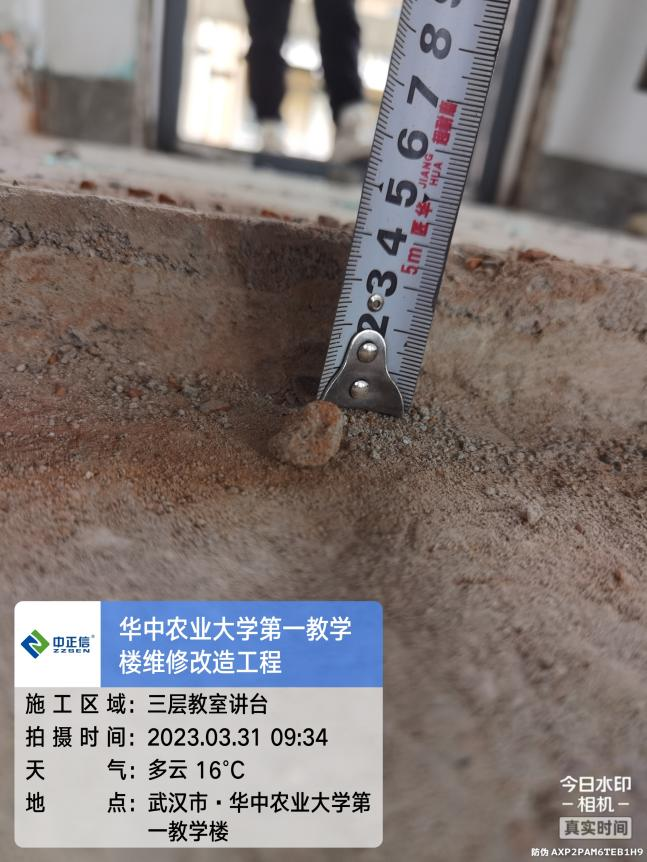 8
7
6
5
4
3
2
JIANG
HUA
5m
中正信
ZZSEN
华中农业大学第一教学
楼维修改造工程
施工区域：三层教室讲台
拍摄时间：2023.03.31 09:34
天气：多云 16℃
地点：武汉市·华中农业大学第
一教学楼
今日水印
相机
真实时间
防伪 AXP2PAM6TEB1H9